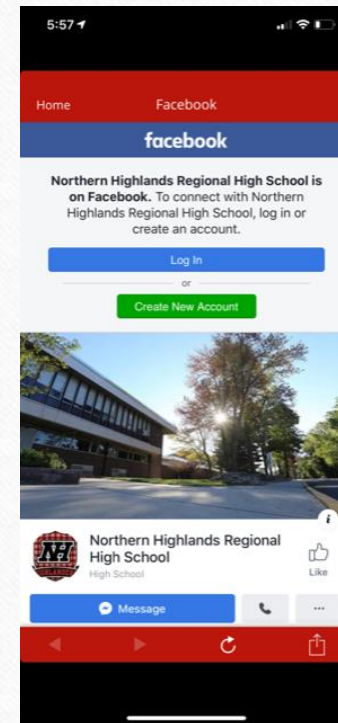 5:57
Home Facebook
facebook
Northern Highlands Regional High School is
on Facebook. To connect with Northern
Highlands Regional High School, log in or
create an account.
Log In
or
Create New Account
i
NH
HIGHLANDS
Northern Highlands Regional
High School
High School
Like
Message